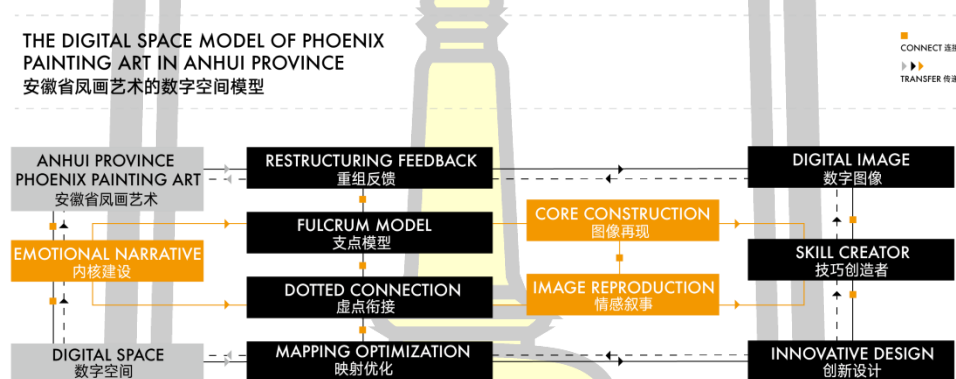 THE DIGITAL SPACE MODEL OF PHOENIX
PAINTING ART IN ANHUI PROVINCE
安徽省凤画艺术的数字空间模型
CONNECT 连接
TRANSFER 传递
ANHUI PROVINCE
PHOENIX PAINTING ART
安徽省凤画艺术
RESTRUCTURING FEEDBACK
重组反馈
DIGITAL IMAGE
数字图像
FULCRUM MODEL
支点模型
CORE CONSTRUCTION
图像再现
EMOTIONAL NARRATIVE
内核建设
SKILL CREATOR
技巧创造者
DOTTED CONNECTION
虚点衔接
IMAGE REPRODUCTION
情感叙事
DIGITAL SPACE
数字空间
MAPPING OPTIMIZATION
映射优化
INNOVATIVE DESIGN
创新设计